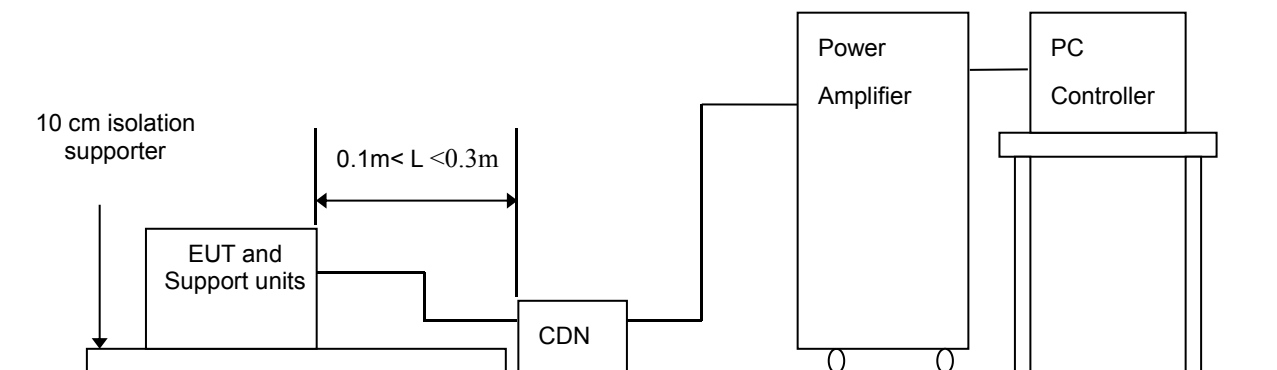 Power
Amplifier
PC
Controller
10 cm isolation
supporter
0.1m< L <0.3m
EUT and
Support units
CDN